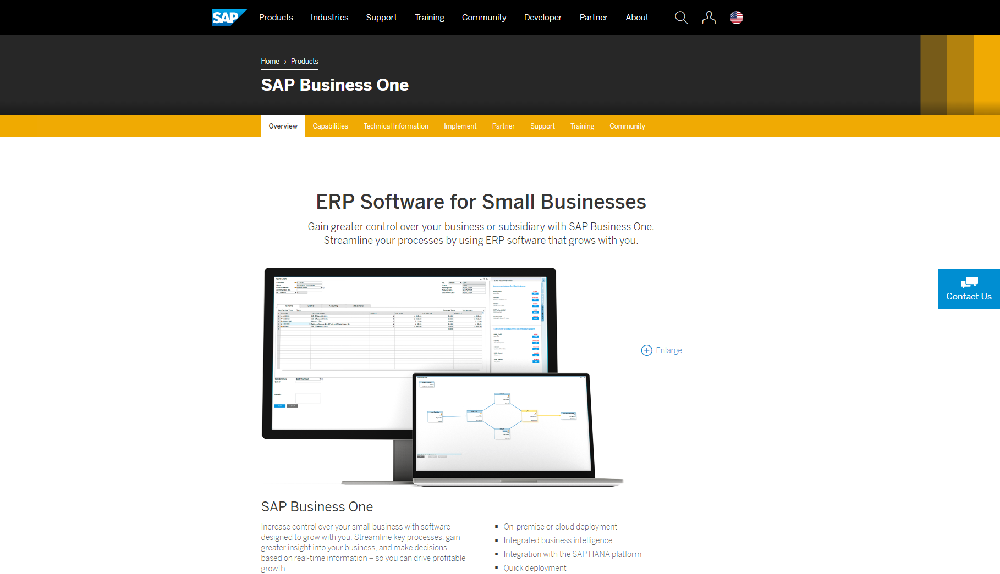 SAP Products Industries Support Training Community Developer Partner About
Home › Products
SAP Business One
Overview Capabilities Technical Information Implement Partner Support Training Community
ERP Software for Small Businesses
Gain greater control over your business or subsidiary with SAP Business One.
Streamline your processes by using ERP software that grows with you.
Contact Us
Enlarge
SAP Business One
Increase control over your small business with software
designed to grow with you. Streamline key processes, gain
greater insight into your business, and make decisions
based on real-time information – so you can drive profitable
growth.
▪ On-premise or cloud deployment
▪ Integrated business intelligence
▪ Integration with the SAP HANA platform
▪ Quick deployment